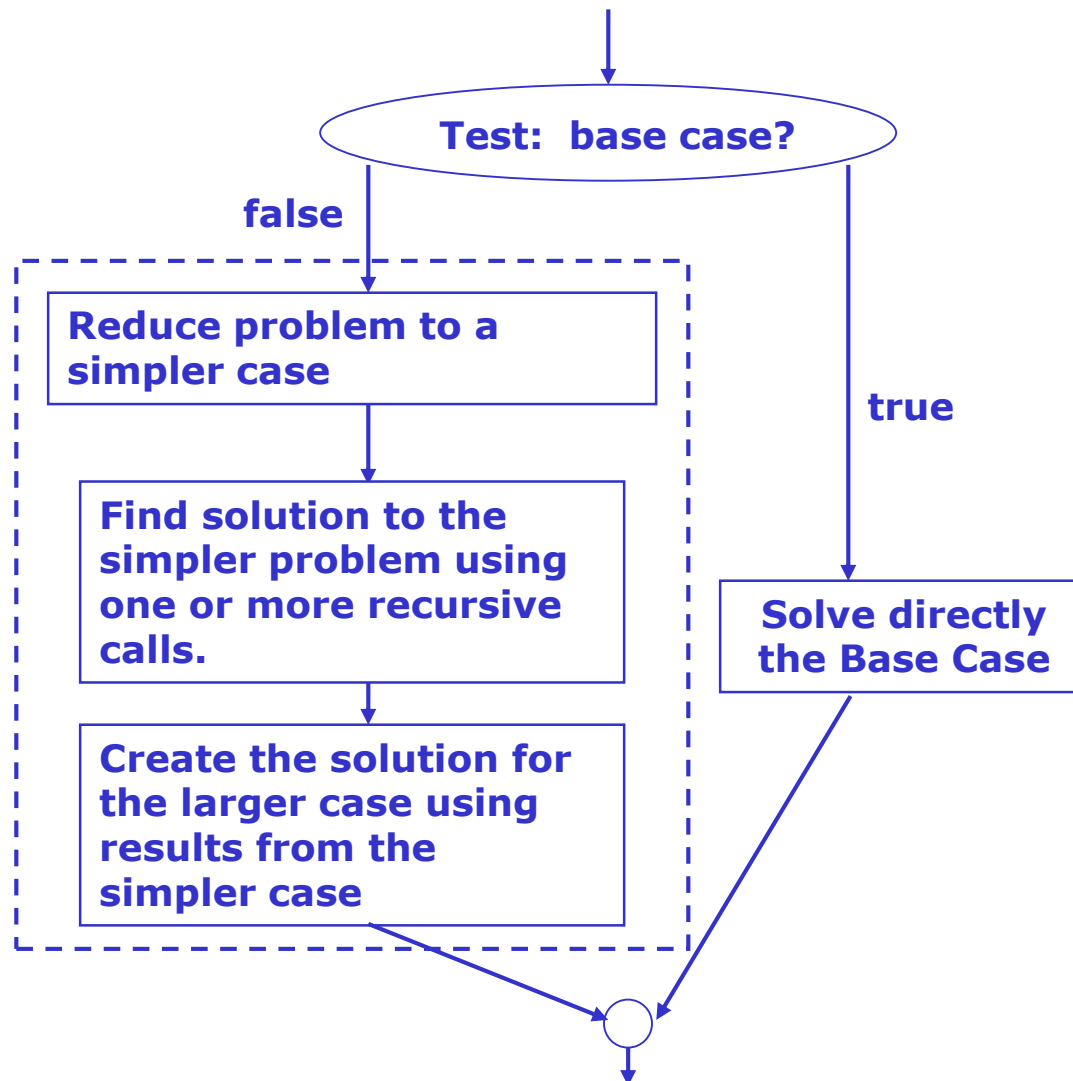 Test:  base case?
false
Reduce problem to a
simpler case
true
Find solution to the
simpler problem using
one or more recursive
calls.
Solve directly
the Base Case
Create the solution for
the larger case using
results from the
simpler case